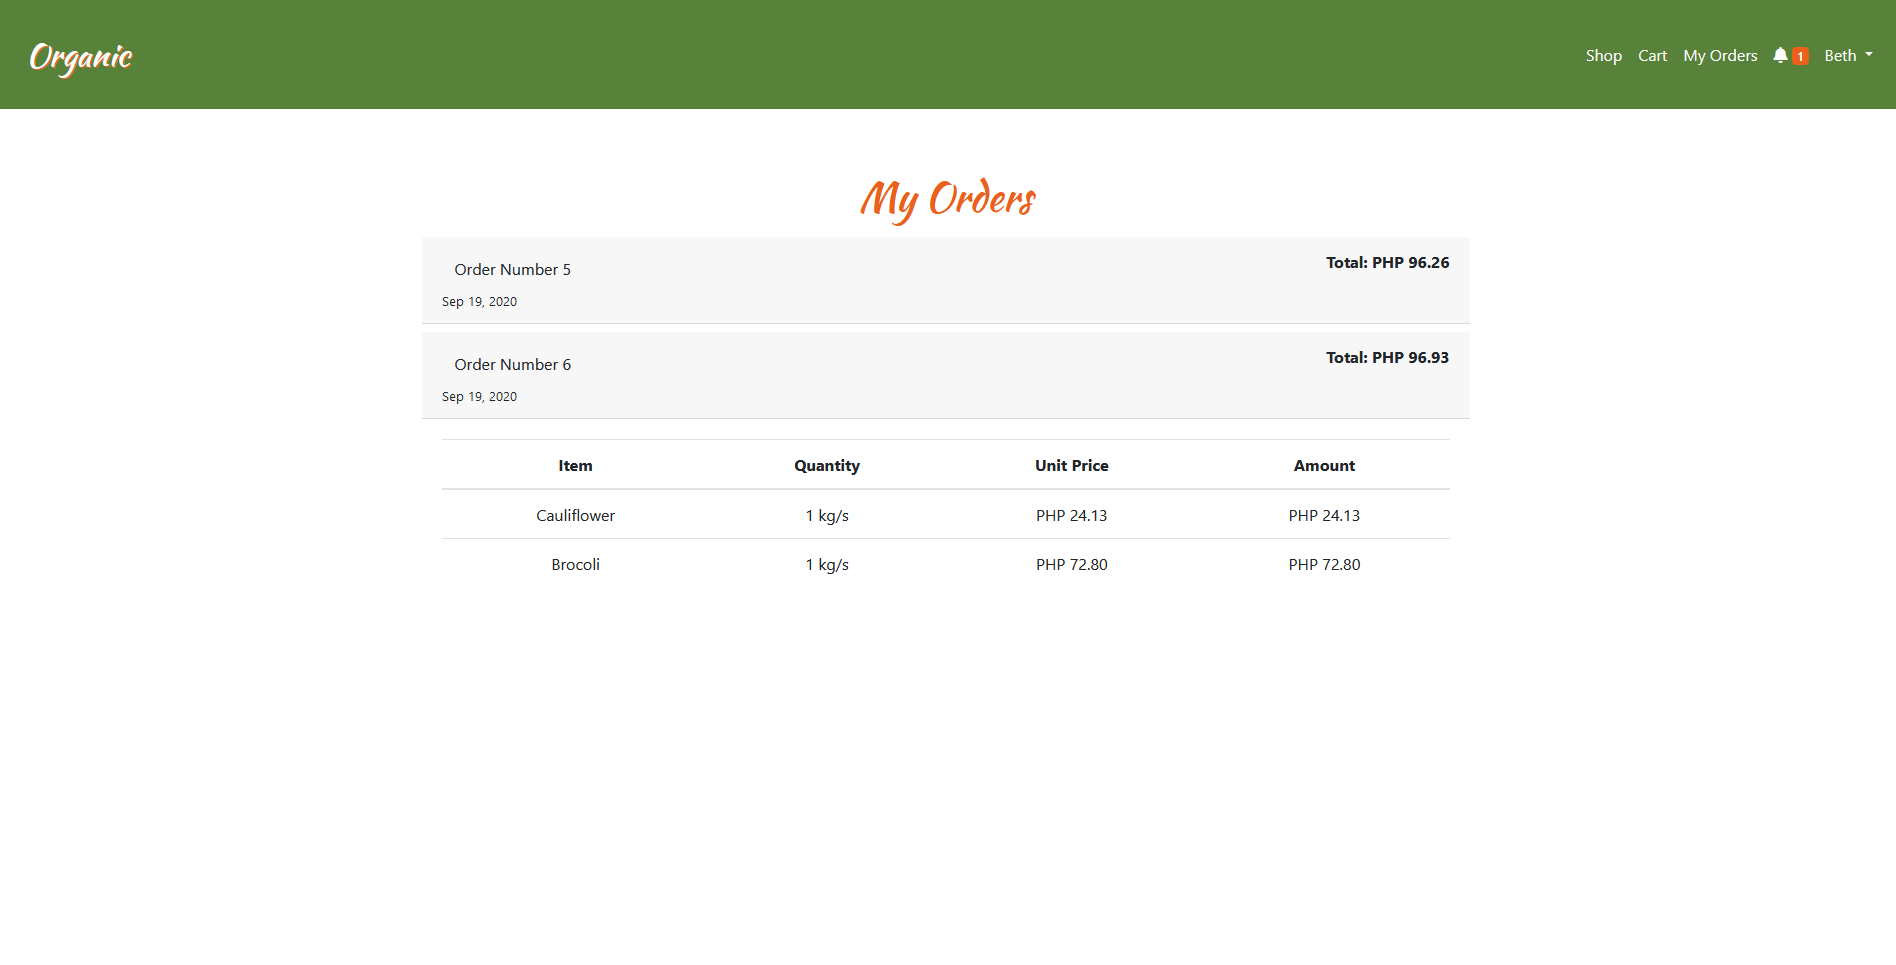 Organic
Shop Cart My Orders 1 Beth
My Orders
Order Number 5 Total: PHP 96.26
Sep 19, 2020
Order Number 6 Total: PHP 96.93
Sep 19, 2020
Item Quantity Unit Price Amount
Cauliflower 1 kg/s PHP 24.13 PHP 24.13
Brocoli 1 kg/s PHP 72.80 PHP 72.80